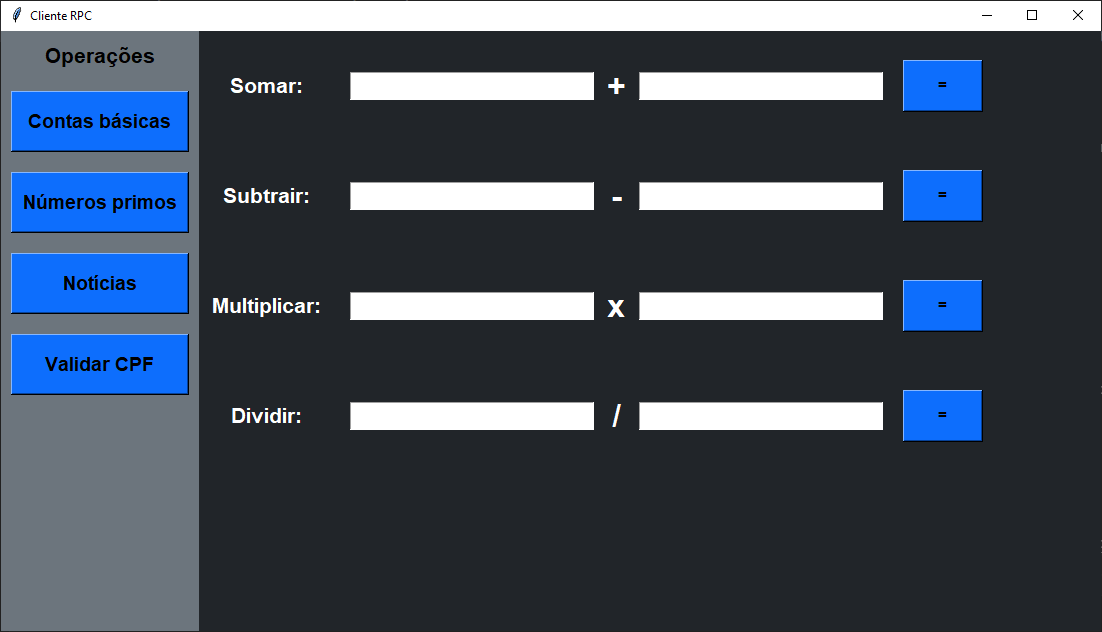 Cliente RPC
Operações
Contas básicas
Números primos
Notícias
Validar CPF
Somar: + =
Subtrair: - =
Multiplicar: x =
Dividir: / =